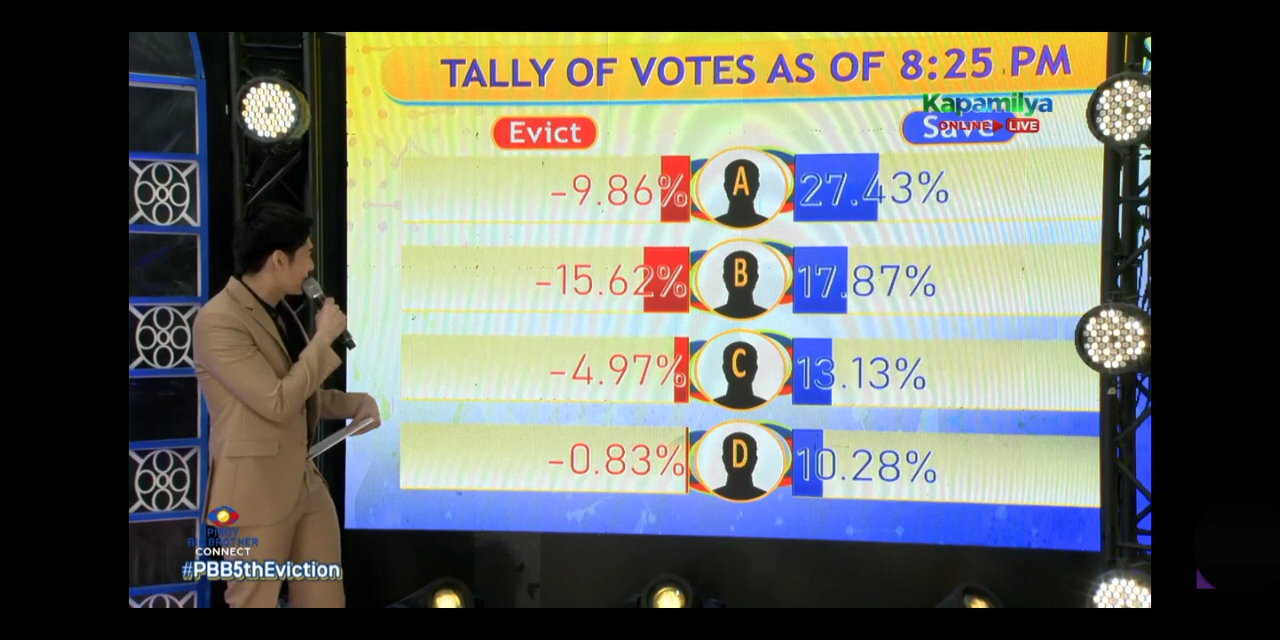 TALLY OF VOTES AS OF 8:25 PM
Kapamilya
ONLINE LIVE
Evict
Save
-9.86% A 27.43%
-15.62% B 17.87%
-4.97% C 13.13%
-0.83% D 10.28%
PINOY
BIG BROTHER
CONNECT
#PBB5thEviction